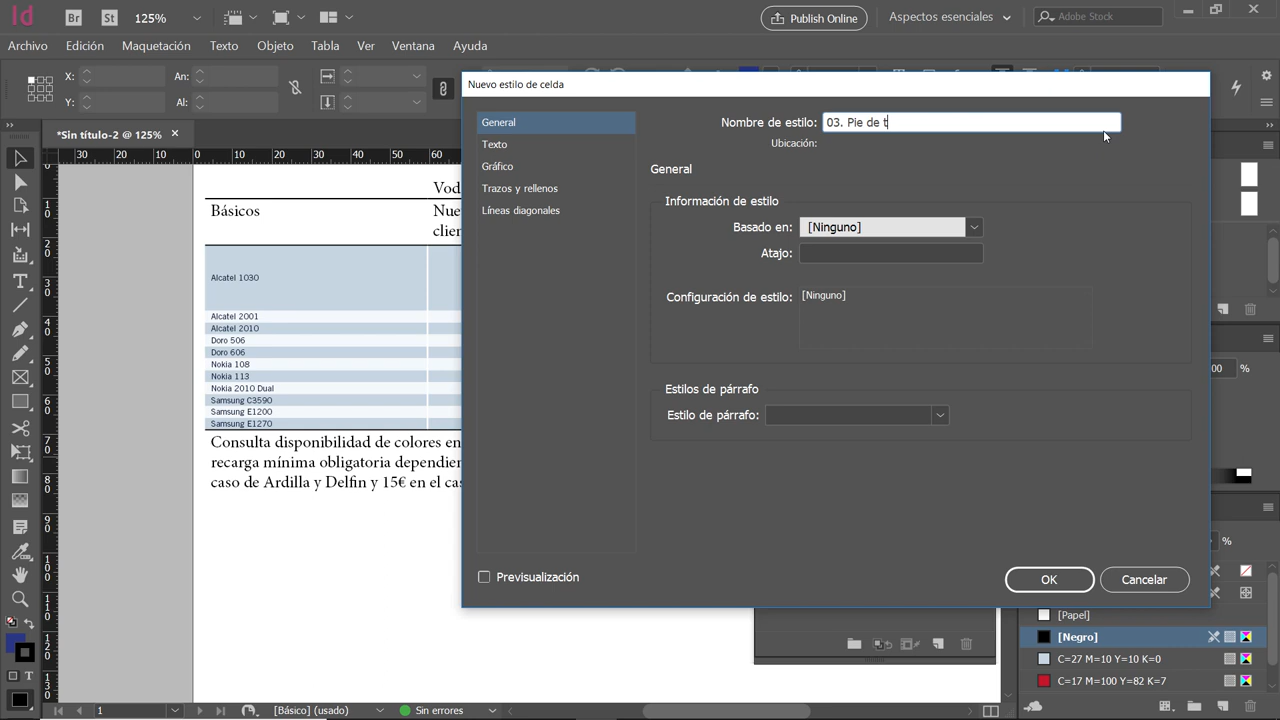 Id Br St 125% Publish Online Aspectos esenciales Adobe Stock
Archivo Edición Maquetación Texto Objeto Tabla Ver Ventana Ayuda
X: An:
Y: Al:
Nuevo estilo de celda
*Sin título-2 @ 125%
30 20 10 0 10 20 30 40 50 60
General
Texto
Gráfico
Trazos y rellenos
Líneas diagonales
Nombre de estilo: 03. Pie de t
Ubicación:
General
Información de estilo
Basado en: [Ninguno]
Atajo:
Configuración de estilo: [Ninguno]
Estilos de párrafo
Estilo de párrafo:
Previsualización
OK Cancelar
Vod
Básicos Nue
clien
Alcatel 1030
Alcatel 2001
Alcatel 2010
Doro 506
Doro 606
Nokia 108
Nokia 113
Nokia 2010 Dual
Samsung C3590
Samsung E1200
Samsung E1270
Consulta disponibilidad de colores en
recarga mínima obligatoria dependien
caso de Ardilla y Delfin y 15€ en el cas
00 %
%
[Papel]
[Negro]
C=27 M=10 Y=10 K=0
C=17 M=100 Y=82 K=7
1 [Básico] (usado) Sin errores